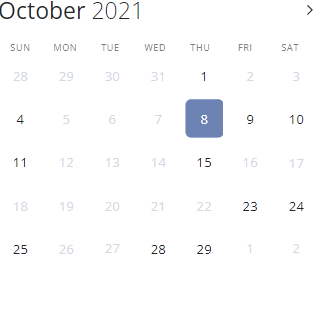 October 2021
SUN MON TUE WED THU FRI SAT
28 29 30 31 1 2 3
4 5 6 7 8 9 10
11 12 13 14 15 16 17
18 19 20 21 22 23 24
25 26 27 28 29 1 2